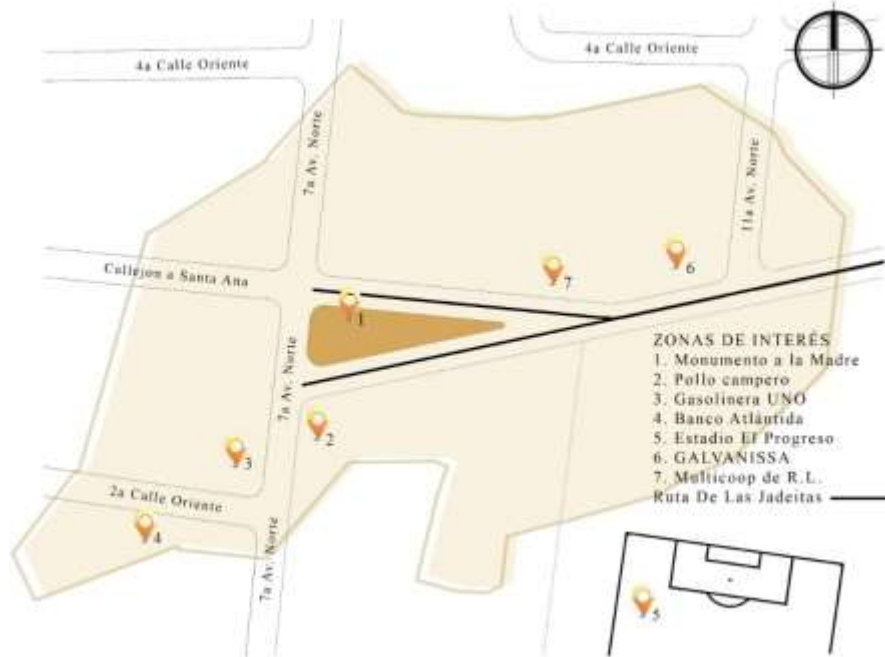 4a Calle Oriente
4a Calle Oriente
7a Av. Norte
11a Av. Norte
Callejon a Santa Ana
6
7
1
ZONAS DE INTERÉS
1. Monumento a la Madre
2. Pollo campero
3. Gasolinera UNO
4. Banco Atlántida
5. Estadio El Progreso
6. GALVANISSA
7. Multicoop de R.L.
Ruta De Las Jadeitas
7a Av. Norte
2
3
2a Calle Oriente
4
7a Av. Norte
5